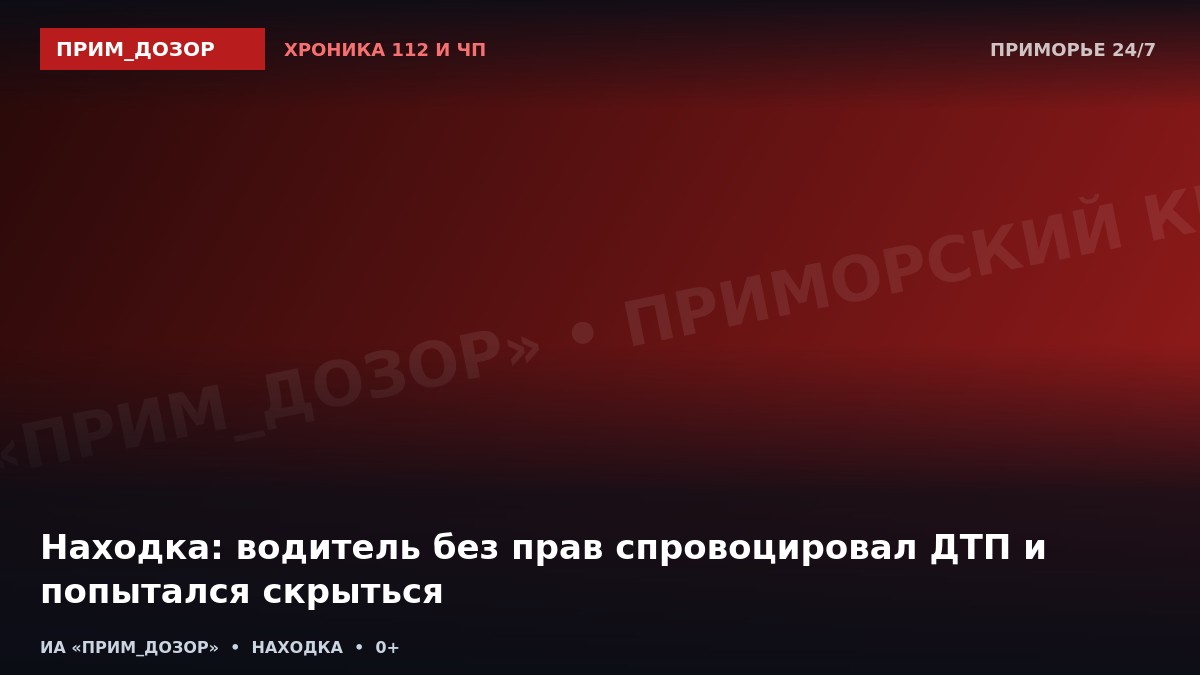 ПРИМ_ДОЗОР
ХРОНИКА 112 И ЧП
ПРИМОРЬЕ 24/7
«ПРИМ_ДОЗОР» • ПРИМОРСКИЙ
Находка: водитель без прав спровоцировал ДТП и
попытался скрыться
ИА «ПРИМ_ДОЗОР» • НАХОДКА • 0+